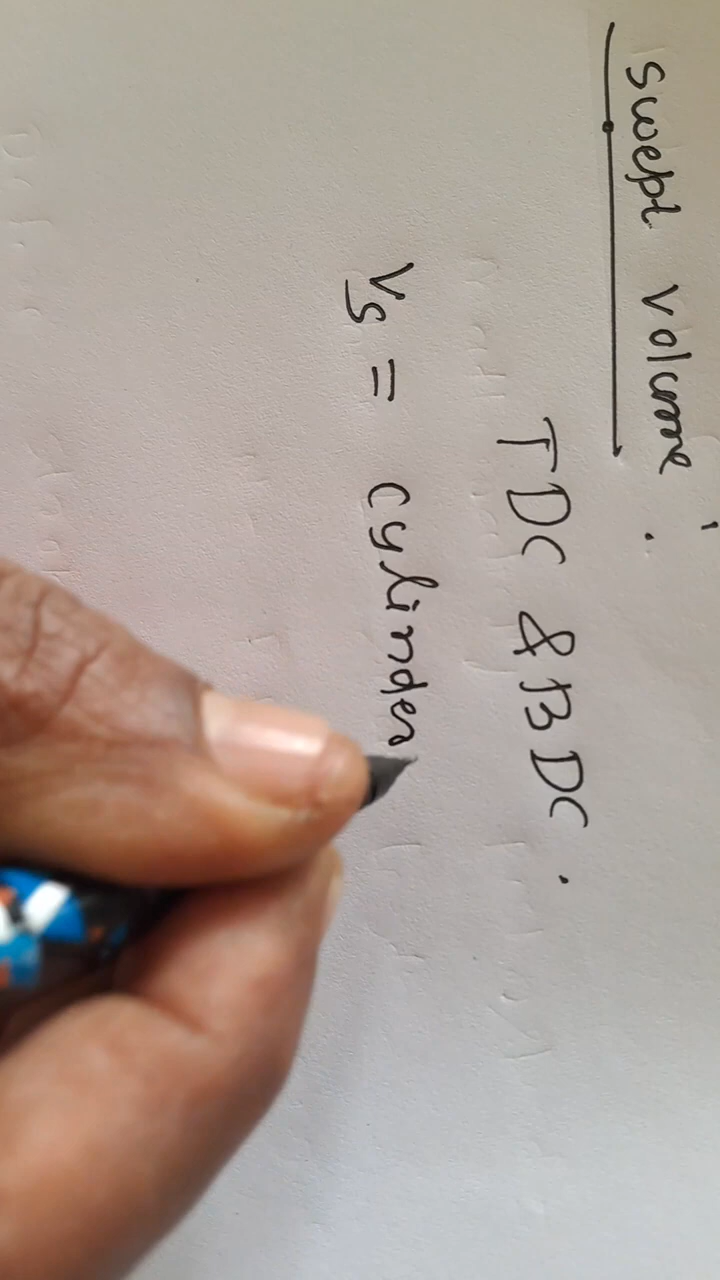 swept volume .
TDC & BDC .
Vs = cylinder